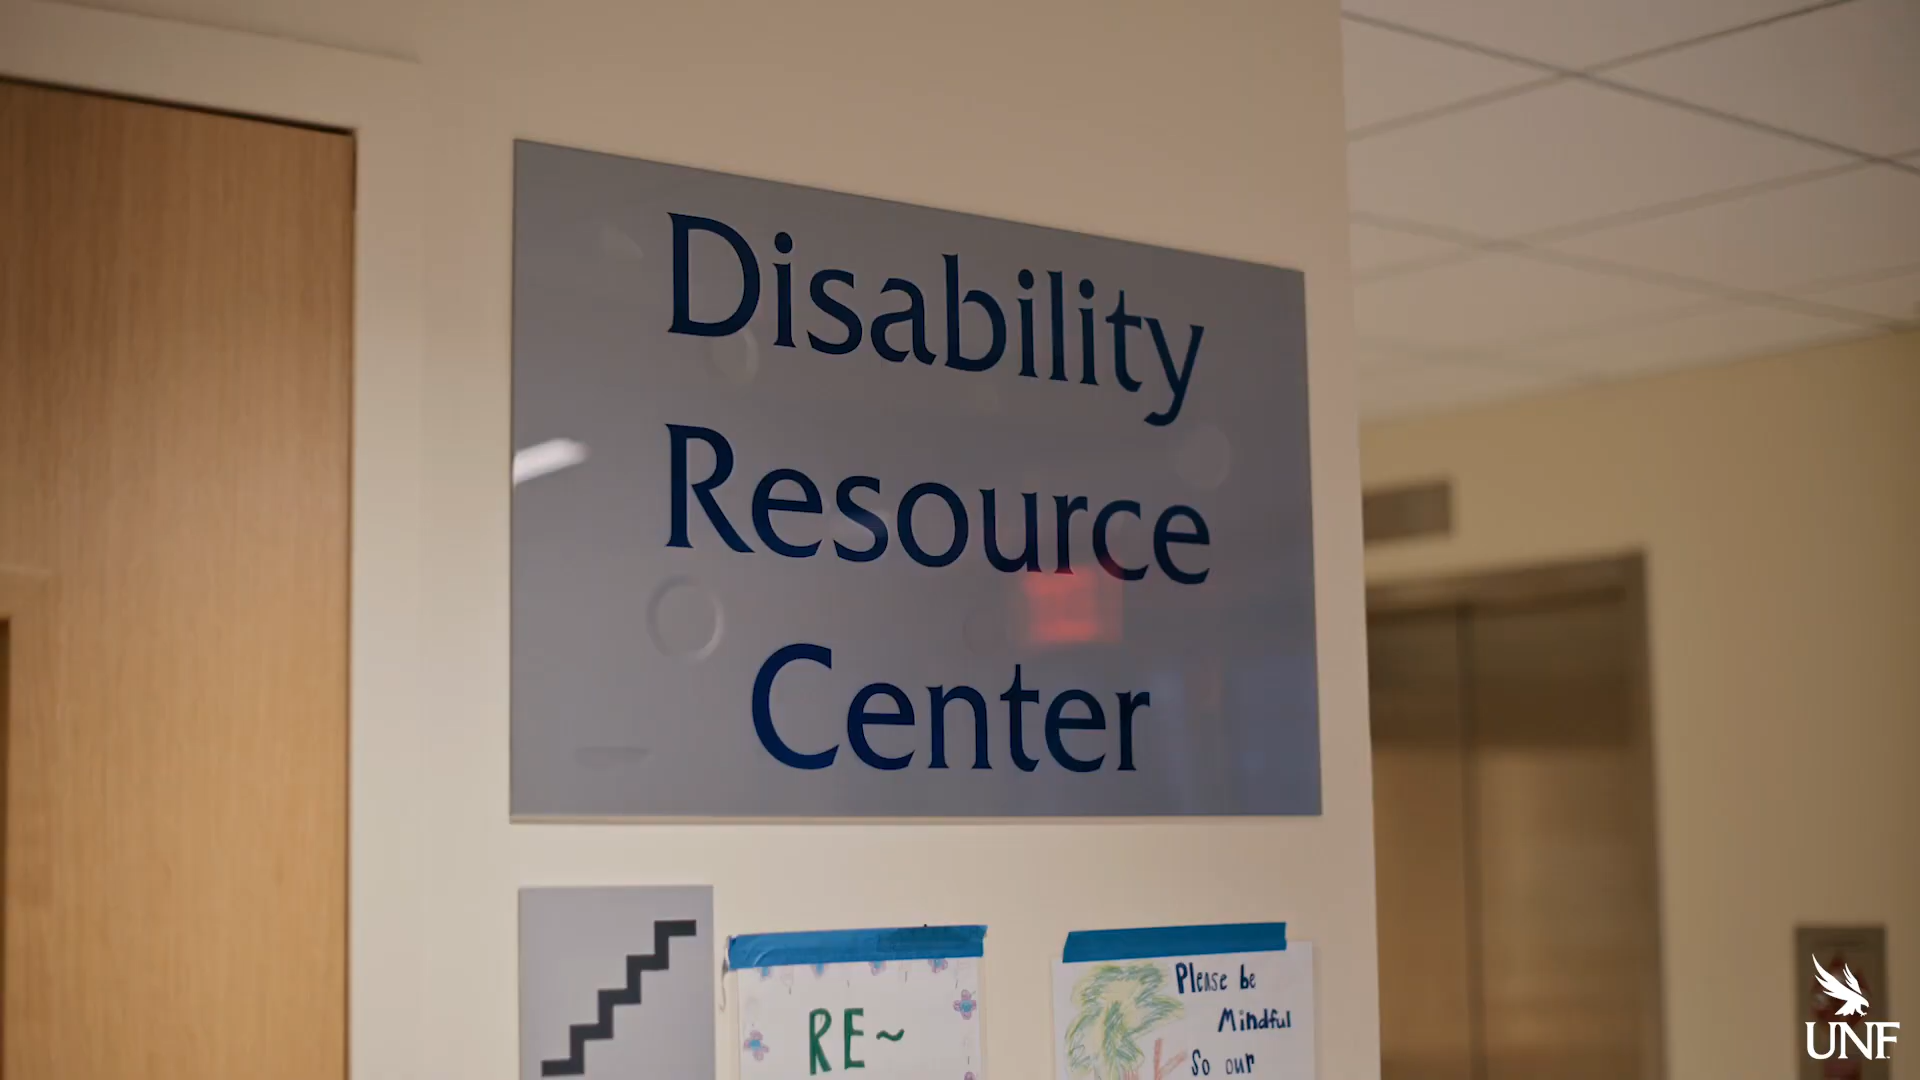 Disability
Resource
Center
RE~
Please be
Mindful
So our
UNF